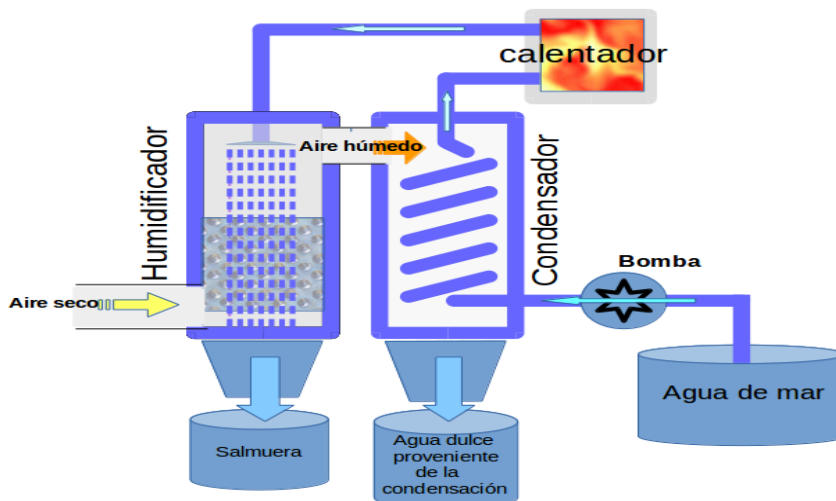 calentador
Humidificador
Aire húmedo
Condensador
Bomba
Aire seco
Agua de mar
Salmuera
Agua dulce
proveniente
de la
condensación